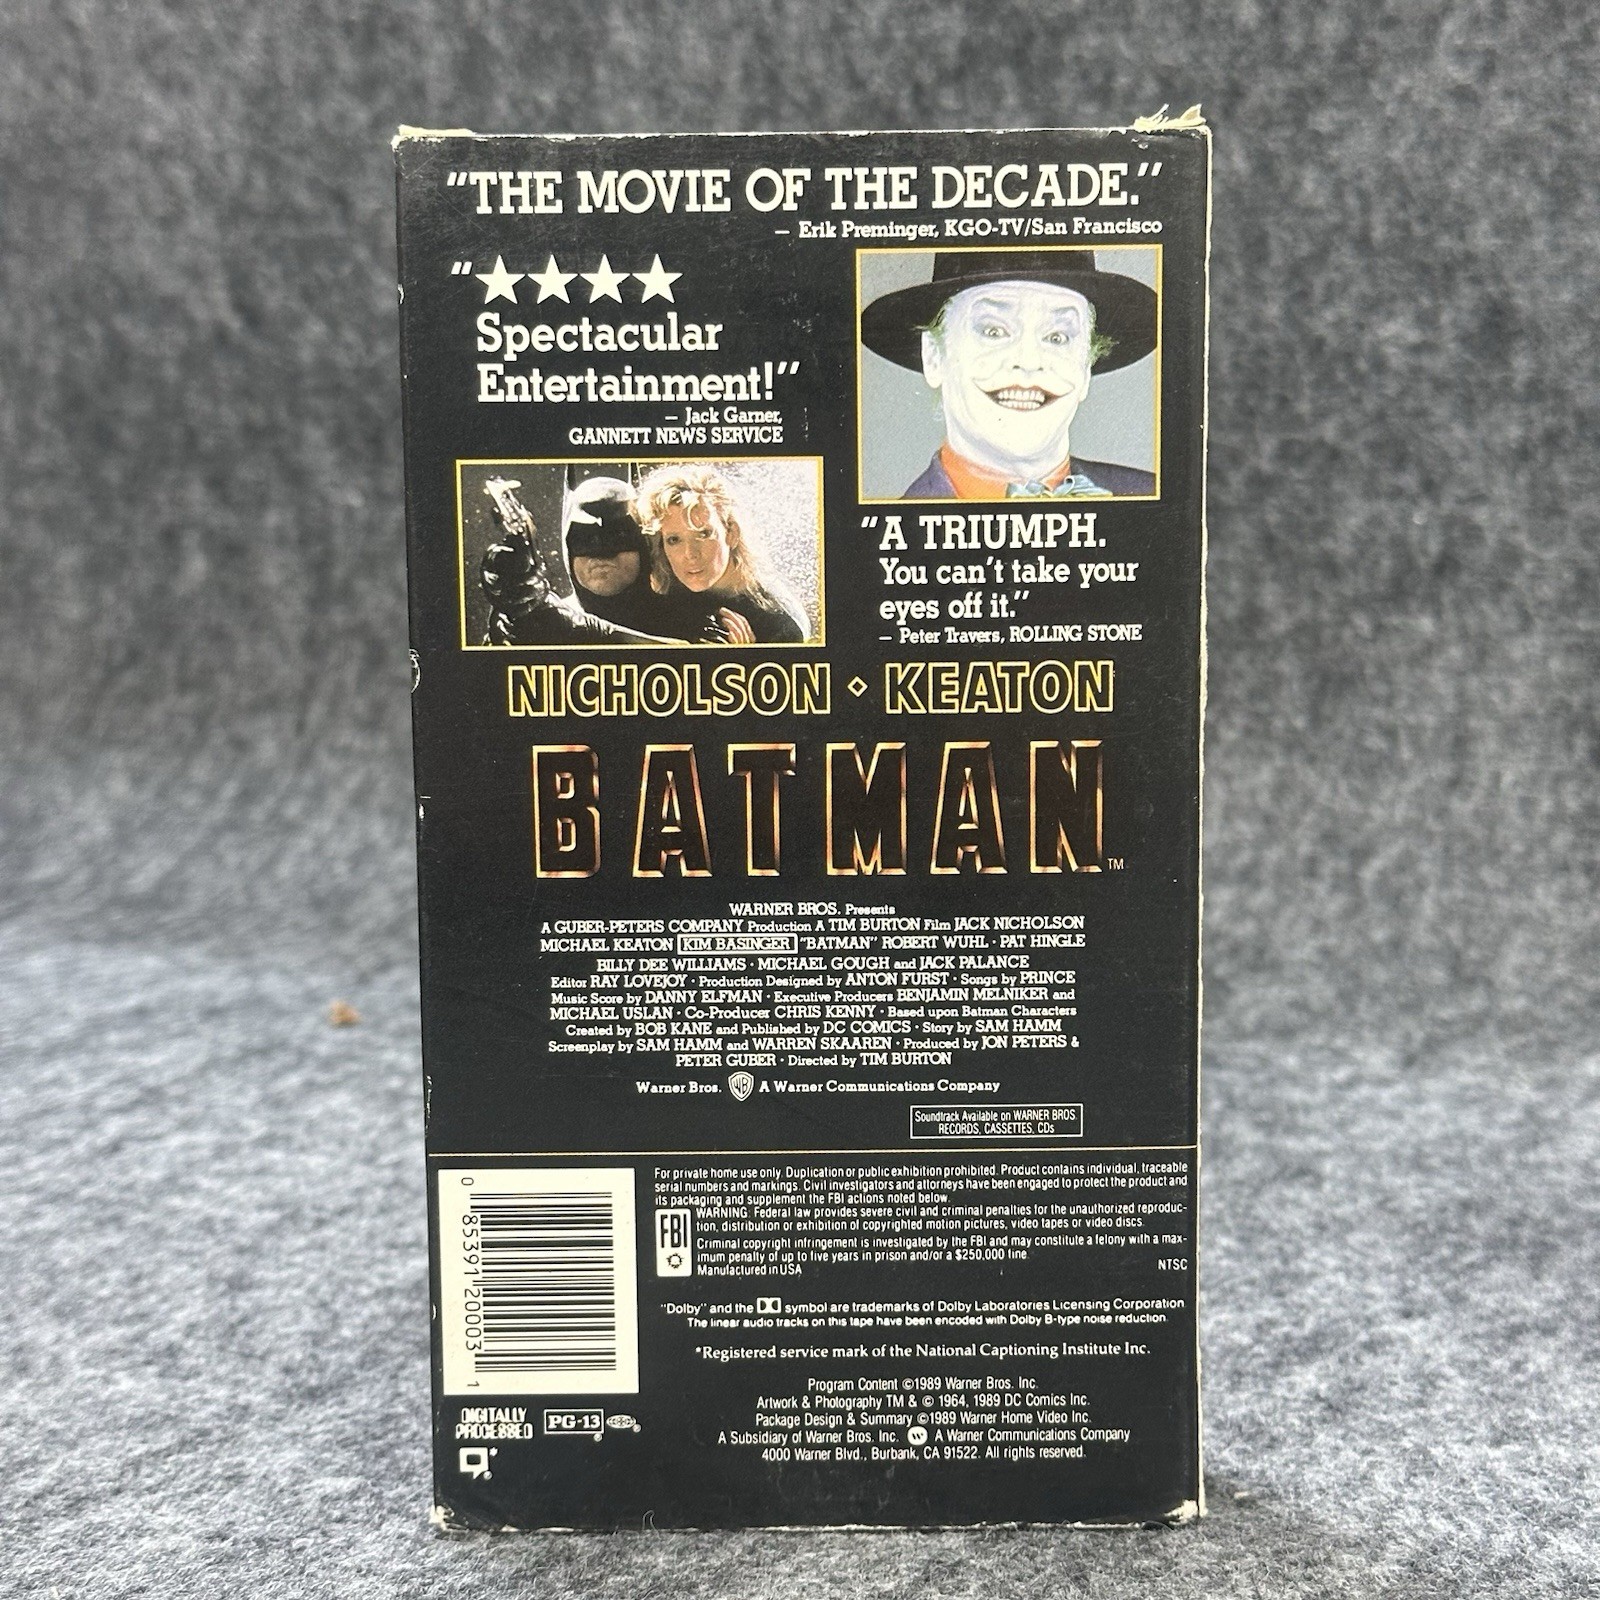 “THE MOVIE OF THE DECADE.”
– Erik Preminger, KGO-TV/San Francisco
“★★★★
Spectacular
Entertainment!”
– Jack Garner,
GANNETT NEWS SERVICE
“A TRIUMPH.
You can’t take your
eyes off it.”
– Peter Travers, ROLLING STONE
NICHOLSON ⋄ KEATON
BATMAN™
WARNER BROS. Presents
A GUBER-PETERS COMPANY Production A TIM BURTON Film JACK NICHOLSON
MICHAEL KEATON KIM BASINGER “BATMAN” ROBERT WUHL · PAT HINGLE
BILLY DEE WILLIAMS · MICHAEL GOUGH and JACK PALANCE
Editor RAY LOVEJOY · Production Designed by ANTON FURST · Songs by PRINCE
Music Score by DANNY ELFMAN · Executive Producers BENJAMIN MELNIKER and
MICHAEL USLAN · Co-Producer CHRIS KENNY · Based upon Batman Characters
Created by BOB KANE and Published by DC COMICS · Story by SAM HAMM
Screenplay by SAM HAMM and WARREN SKAAREN · Produced by JON PETERS &
PETER GUBER · Directed by TIM BURTON
Warner Bros. WB A Warner Communications Company
Soundtrack Available on WARNER BROS.
RECORDS, CASSETTES, CDs
For private home use only. Duplication or public exhibition prohibited. Product contains individual, traceable
serial numbers and markings. Civil investigators and attorneys have been engaged to protect the product and
its packaging and supplement the FBI actions noted below.
FBI
WARNING: Federal law provides severe civil and criminal penalties for the unauthorized reproduc-
tion, distribution or exhibition of copyrighted motion pictures, video tapes or video discs.
Criminal copyright infringement is investigated by the FBI and may constitute a felony with a max-
imum penalty of up to five years in prison and/or a $250,000 fine.
Manufactured in USA
NTSC
“Dolby” and the symbol are trademarks of Dolby Laboratories Licensing Corporation
The linear audio tracks on this tape have been encoded with Dolby B-type noise reduction.
*Registered service mark of the National Captioning Institute Inc.
Program Content ©1989 Warner Bros. Inc.
Artwork & Photography TM & © 1964, 1989 DC Comics Inc.
Package Design & Summary ©1989 Warner Home Video Inc.
A Subsidiary of Warner Bros. Inc. A Warner Communications Company
4000 Warner Blvd., Burbank, CA 91522. All rights reserved.
0 85391 20003 1
DIGITALLY
PROCESSED
PG-13®
*
®